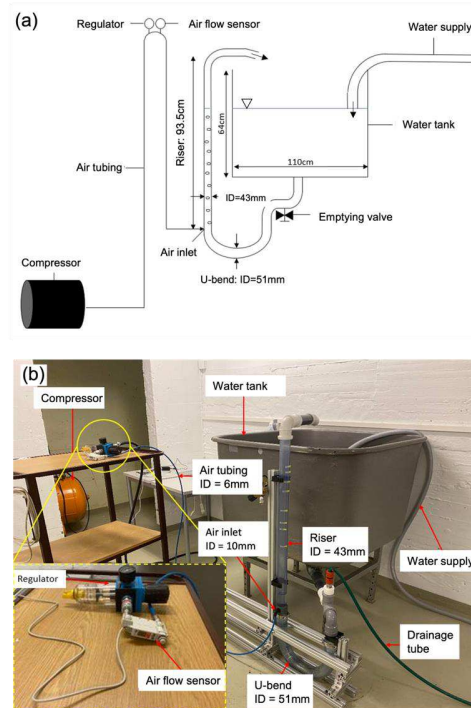 (a)
Regulator
Air flow sensor
Water supply
Riser: 93.5cm
64cm
Water tank
110cm
Air tubing
ID=43mm
Emptying valve
Air inlet
Compressor
U-bend: ID=51mm
(b)
Water tank
Compressor
Air tubing
ID = 6mm
Air inlet
ID = 10mm
Riser
ID = 43mm
Water supply
Regulator
Drainage
tube
Air flow sensor
U-bend
ID = 51mm